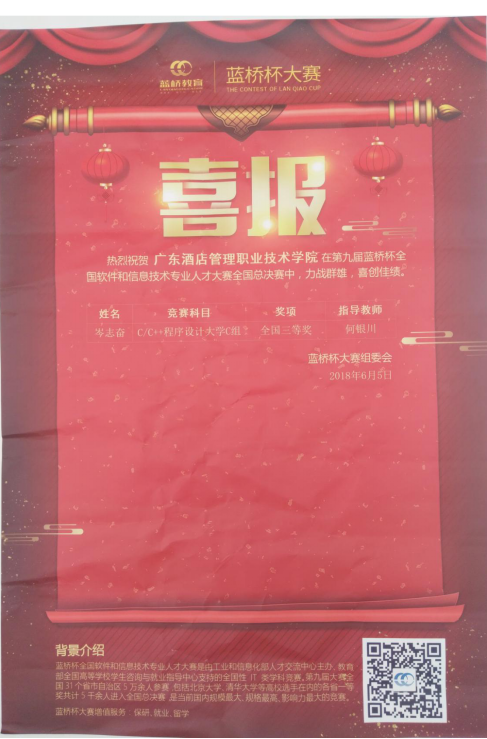 蓝桥教育
蓝桥杯大赛
THE CONTEST OF LAN QIAO CUP
喜报
热烈祝贺 广东酒店管理职业技术学院 在第九届蓝桥杯全
国软件和信息技术专业人才大赛全国总决赛中，力战群雄，喜创佳绩。
姓名 竞赛科目 奖项 指导教师
岑志奋 C/C++程序设计大学C组 全国三等奖 何银川
蓝桥杯大赛组委会
2018年6月5日
背景介绍
蓝桥杯全国软件和信息技术专业人才大赛是由工业和信息化部人才交流中心主办，教育
部全国高等学校学生咨询与就业指导中心支持的全国性 IT 类学科竞赛。第九届大赛全
国 31 个省市自治区 5 万余人参赛，包括北京大学、清华大学等高校选手在内的各省一等
奖共计 5 千余人进入全国总决赛，是当前国内规模最大、规格最高、影响力最大的竞赛。
蓝桥杯大赛增值服务：保研、就业、留学